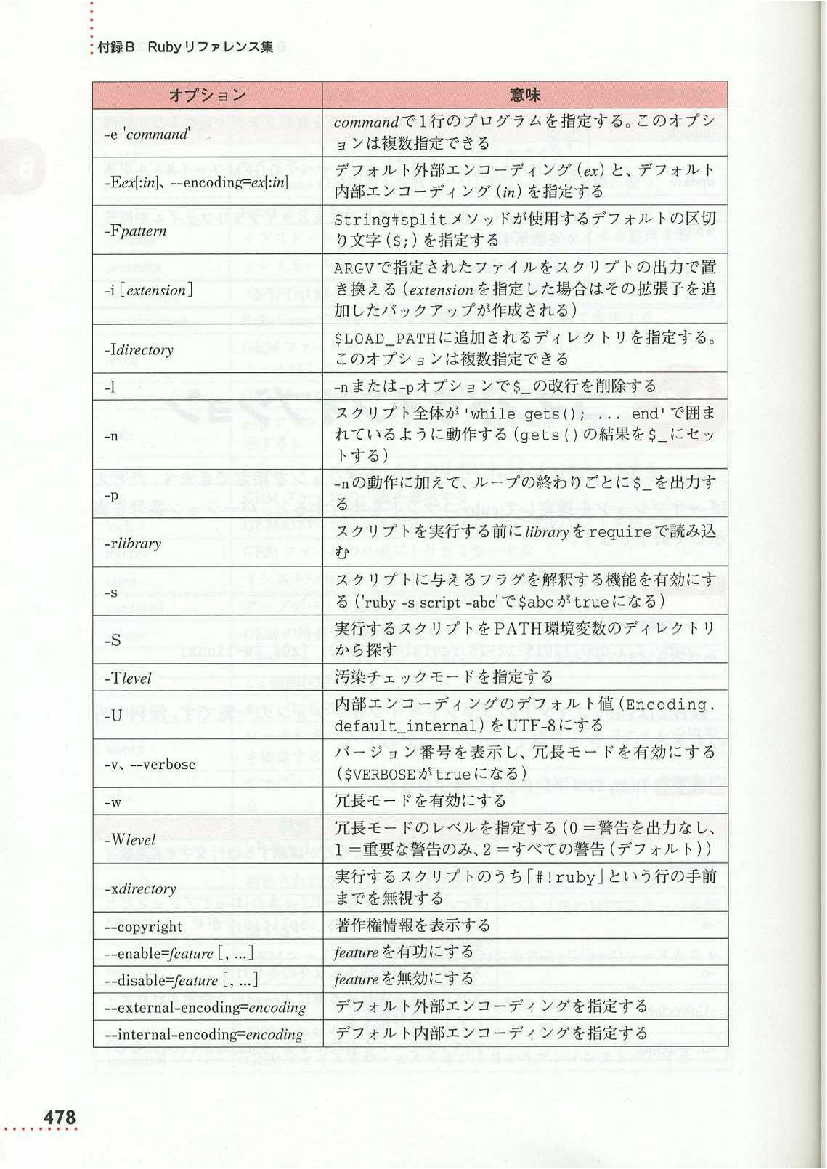 付録B Rubyリファレンス集
オプション 意味
-e 'command' commandで1行のプログラムを指定する。このオプシ
ョンは複数指定できる
-Eex[:in]、--encoding=ex[:in] デフォルト外部エンコーディング(ex)と、デフォルト
内部エンコーディング(in)を指定する
-Fpattern String#splitメソッドが使用するデフォルトの区切
り文字($;)を指定する
-i [extension] ARGVで指定されたファイルをスクリプトの出力で置
き換える(extensionを指定した場合はその拡張子を追
加したバックアップが作成される)
-Idirectory $LOAD_PATHに追加されるディレクトリを指定する。
このオプションは複数指定できる
-l -nまたは-pオプションで$_の改行を削除する
-n スクリプト全体が'while gets(); ... end'で囲ま
れているように動作する(gets()の結果を$_にセッ
トする)
-p -nの動作に加えて、ループの終わりごとに$_を出力す
る
-rlibrary スクリプトを実行する前にlibraryをrequireで読み込
む
-s スクリプトに与えるフラグを解釈する機能を有効にす
る('ruby -s script -abc'で$abcがtrueになる)
-S 実行するスクリプトをPATH環境変数のディレクトリ
から探す
-Tlevel 汚染チェックモードを指定する
-U 内部エンコーディングのデフォルト値(Encoding.
default_internal)をUTF-8にする
-v、--verbose バージョン番号を表示し、冗長モードを有効にする
($VERBOSEがtrueになる)
-w 冗長モードを有効にする
-Wlevel 冗長モードのレベルを指定する(0＝警告を出力なし、
1＝重要な警告のみ、2＝すべての警告(デフォルト))
-xdirectory 実行するスクリプトのうち「#!ruby」という行の手前
までを無視する
--copyright 著作権情報を表示する
--enable=feature [, ...] featureを有効にする
--disable=feature [, ...] featureを無効にする
--external-encoding=encoding デフォルト外部エンコーディングを指定する
--internal-encoding=encoding デフォルト内部エンコーディングを指定する
478